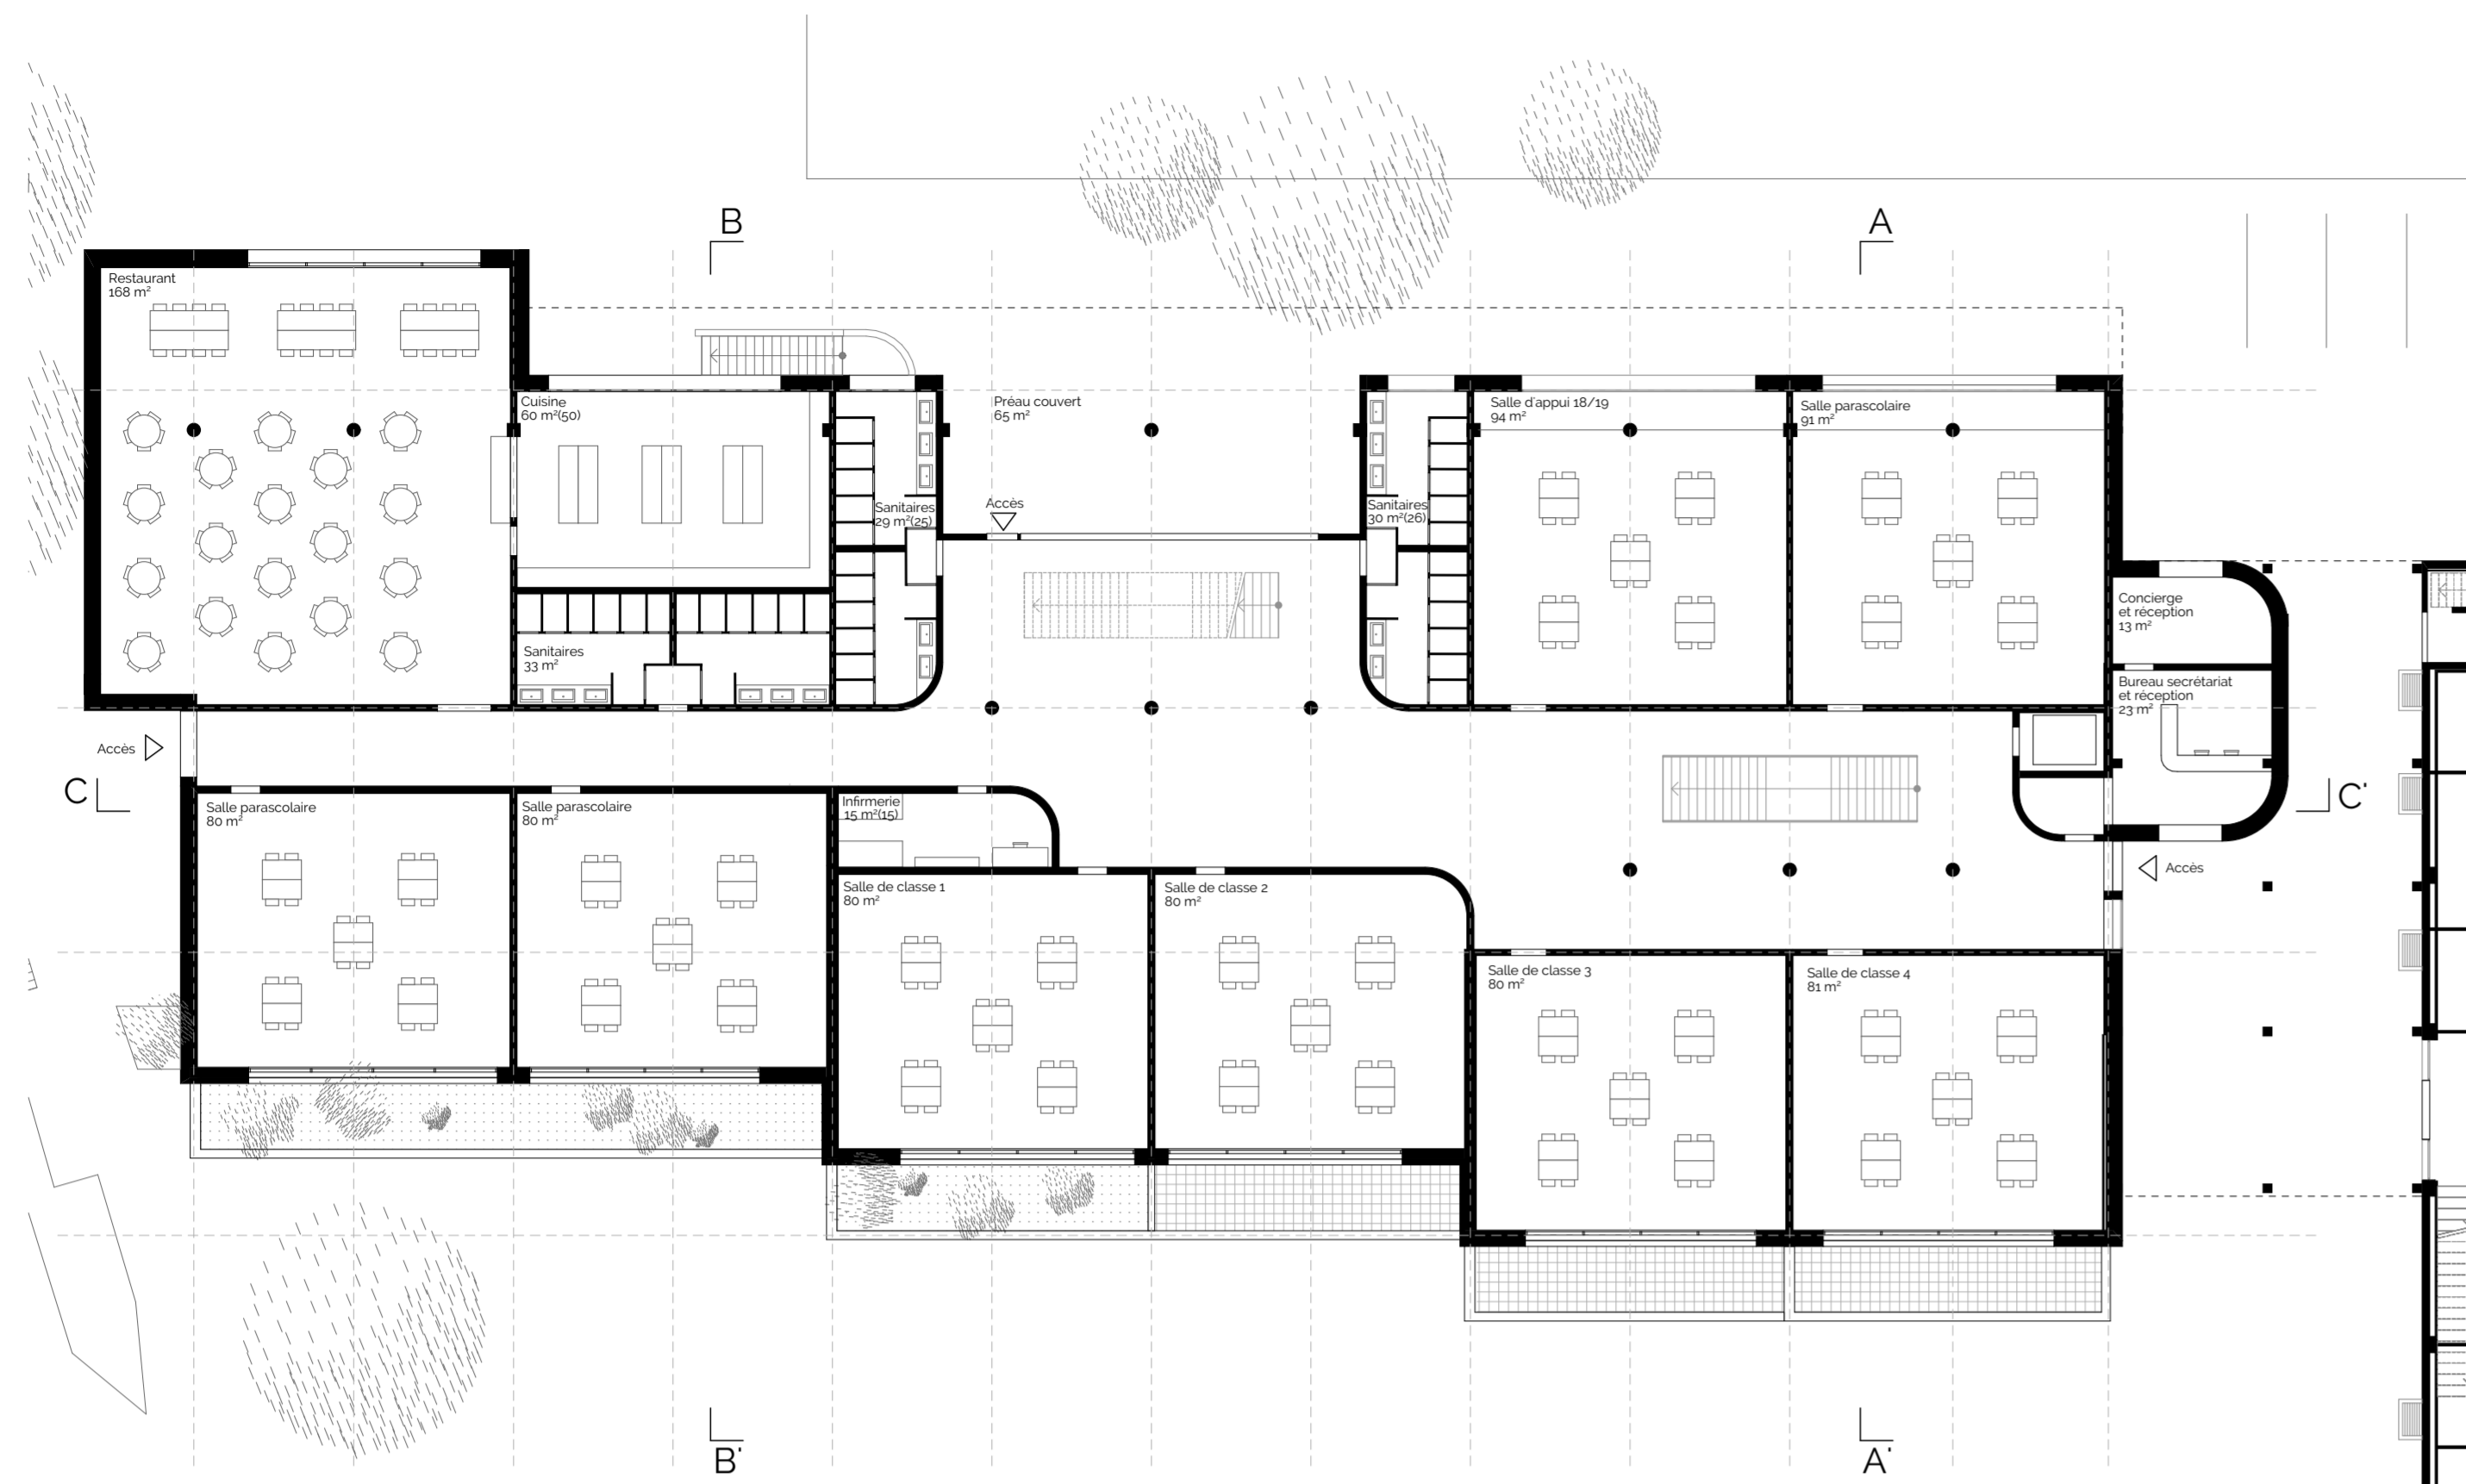 B
A
Restaurant
168 m²
Cuisine
60 m²(50)
Préau couvert
65 m²
Salle d'appui 18/19
94 m²
Salle parascolaire
91 m²
Sanitaires
29 m²(25)
Accès
Sanitaires
30 m²(26)
Concierge
et réception
13 m²
Sanitaires
33 m²
Bureau secrétariat
et réception
23 m²
Accès
C
C'
Salle parascolaire
80 m²
Salle parascolaire
80 m²
Infirmerie
15 m²(15)
Accès
Salle de classe 1
80 m²
Salle de classe 2
80 m²
Salle de classe 3
80 m²
Salle de classe 4
81 m²
B'
A'